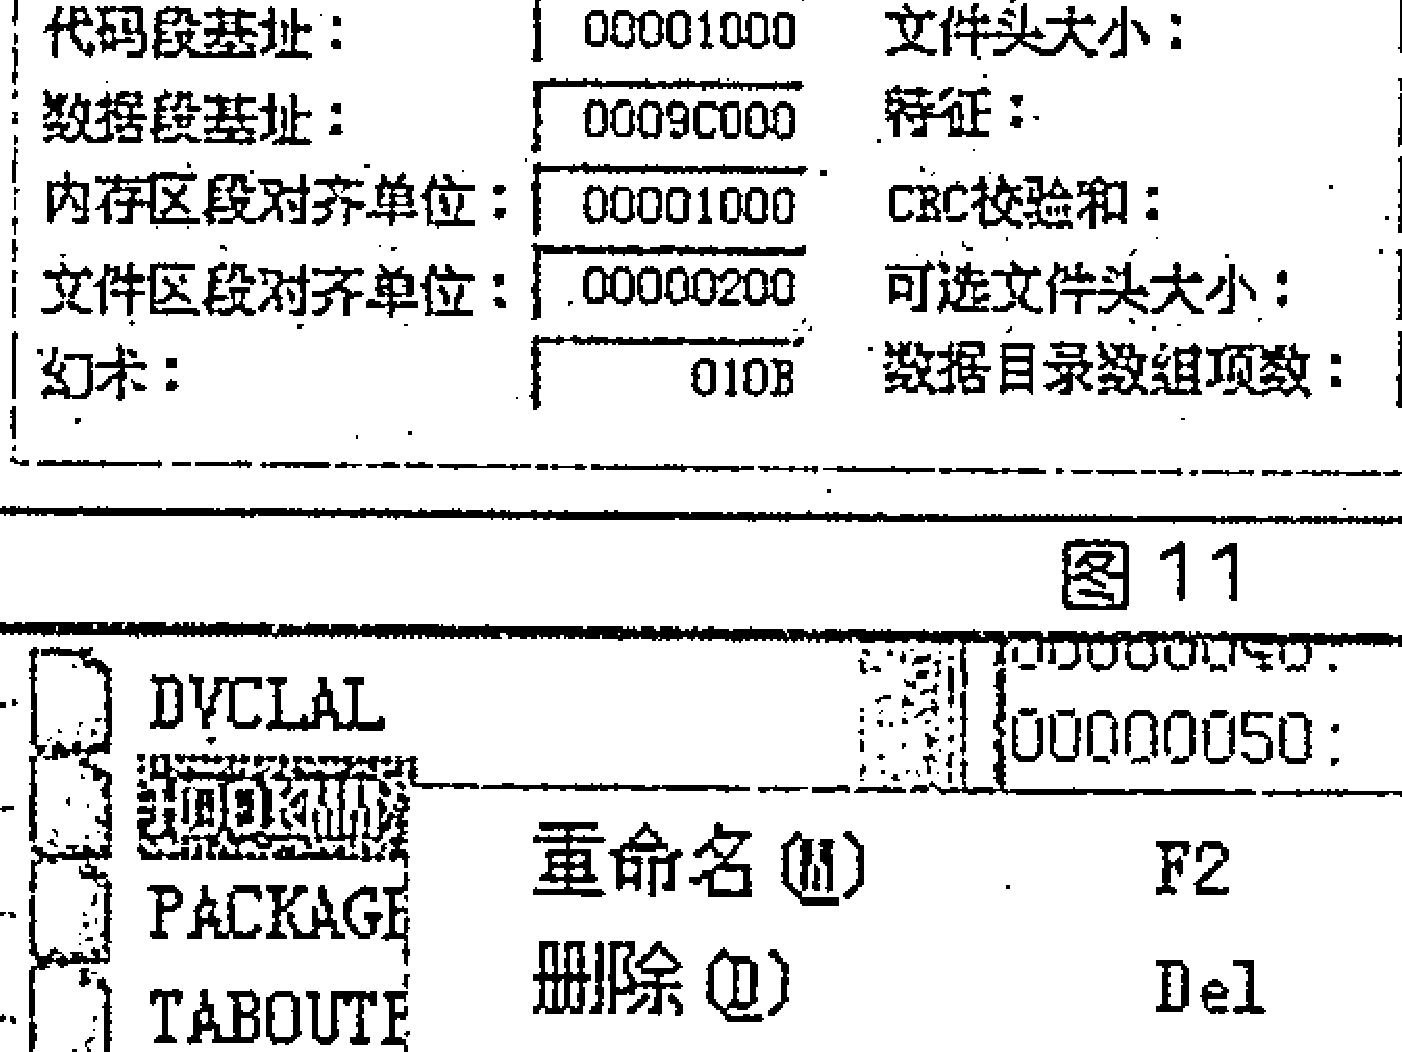 代码段基址： 00001000 文件头大小：
数据段基址： 0009C000 特征：
内存区段对齐单位： 00001000 CRC校验和：
文件区段对齐单位： 00000200 可选文件头大小：
幻术： 010B 数据目录数组项数：
图 11
DVCLAL
00000050:
重命名(M) F2
PACKAGE
删除(D) Del
TABOUTF